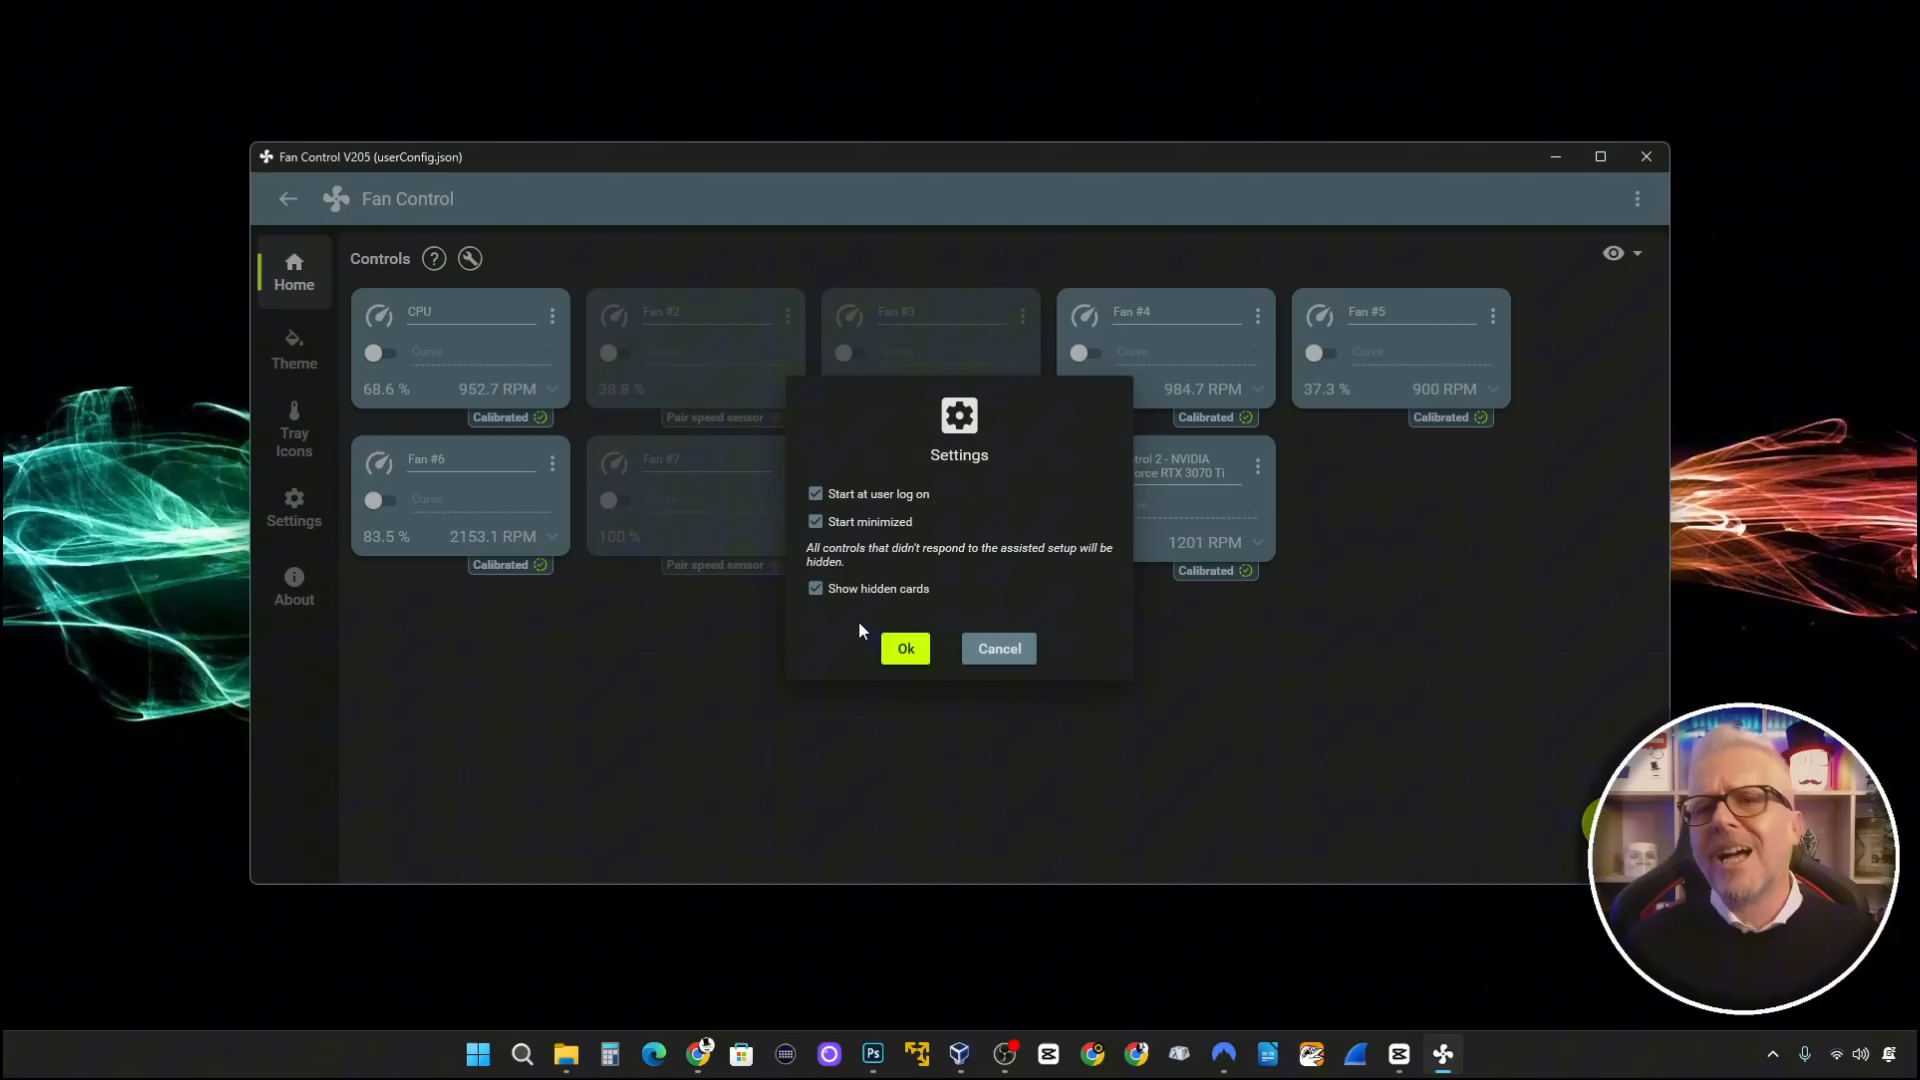 Fan Control V205 (userConfig.json)
Fan Control
Home
Theme
Tray
Icons
Settings
About
Controls
CPU
Curve
68.6 %
952.7 RPM
Calibrated
Fan #2
Curve
38.8 %
Pair speed sensor
Fan #3
Curve
Fan #4
Curve
984.7 RPM
Calibrated
Fan #5
Curve
37.3 %
900 RPM
Calibrated
Fan #6
Curve
83.5 %
2153.1 RPM
Calibrated
Fan #7
Curve
100 %
Pair speed sensor
trol 2 - NVIDIA
orce RTX 3070 Ti
1201 RPM
Calibrated
Settings
Start at user log on
Start minimized
All controls that didn't respond to the assisted setup will be
hidden.
Show hidden cards
Ok
Cancel
Ps